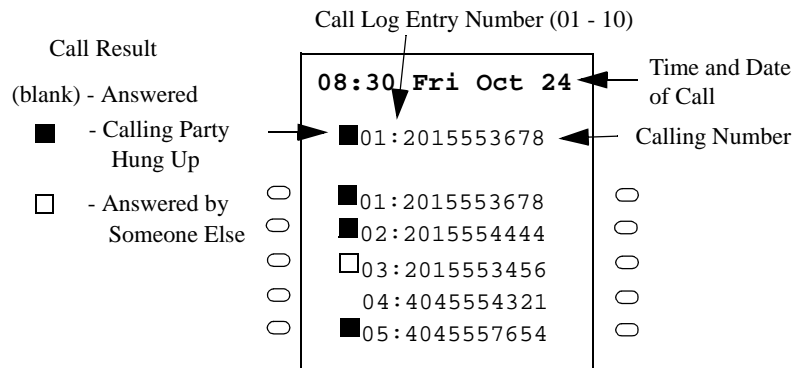 Call Log Entry Number (01 - 10)
Call Result
(blank) - Answered
■ - Calling Party
Hung Up
□ - Answered by
Someone Else
08:30 Fri Oct 24
Time and Date
of Call
■01:2015553678
Calling Number
■01:2015553678
■02:2015554444
□03:2015553456
04:4045554321
■05:4045557654